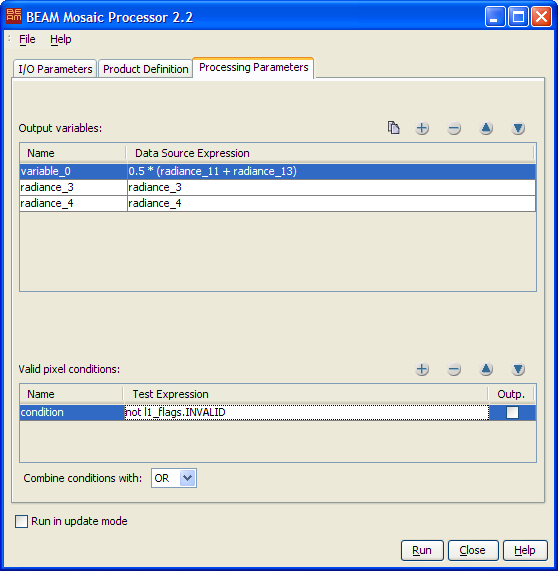 BEAM BEAM Mosaic Processor 2.2
File Help
I/O Parameters Product Definition Processing Parameters
Output variables:
Name Data Source Expression
variable_0 0.5 * (radiance_11 + radiance_13)
radiance_3 radiance_3
radiance_4 radiance_4
Valid pixel conditions:
Name Test Expression Outp.
condition not l1_flags.INVALID
Combine conditions with: OR
Run in update mode
Run Close Help